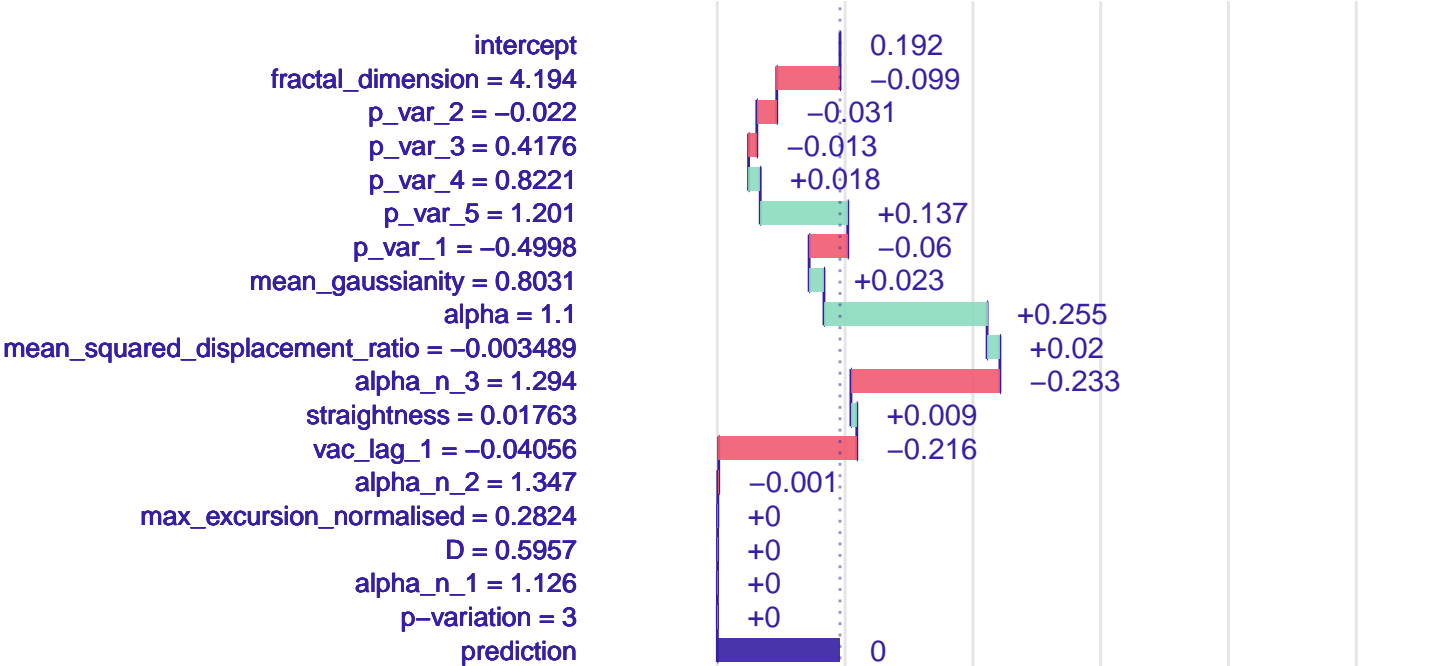 intercept 0.192
fractal_dimension = 4.194 −0.099
p_var_2 = −0.022 −0.031
p_var_3 = 0.4176 −0.013
p_var_4 = 0.8221 +0.018
p_var_5 = 1.201 +0.137
p_var_1 = −0.4998 −0.06
mean_gaussianity = 0.8031 +0.023
alpha = 1.1 +0.255
mean_squared_displacement_ratio = −0.003489 +0.02
alpha_n_3 = 1.294 −0.233
straightness = 0.01763 +0.009
vac_lag_1 = −0.04056 −0.216
alpha_n_2 = 1.347 −0.001
max_excursion_normalised = 0.2824 +0
D = 0.5957 +0
alpha_n_1 = 1.126 +0
p−variation = 3 +0
prediction 0